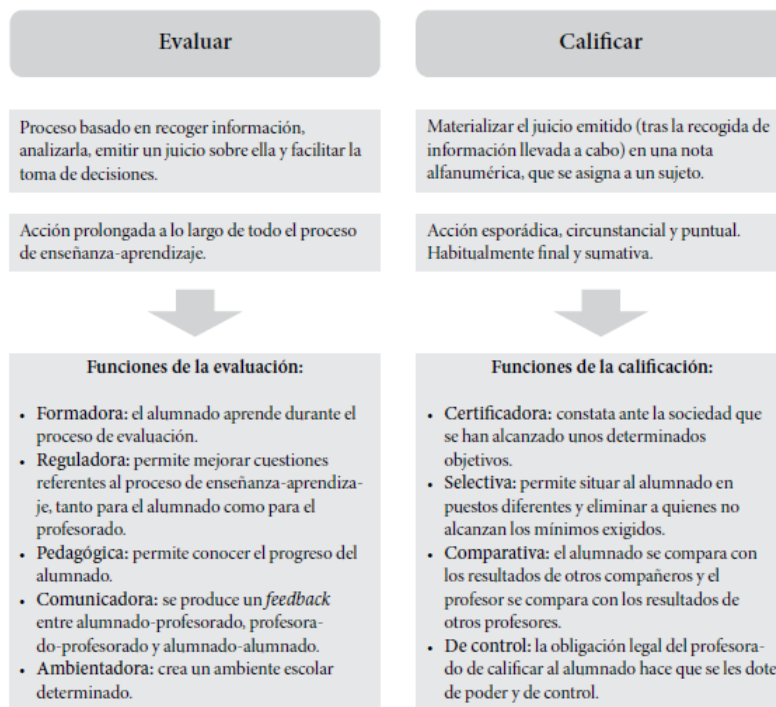 Evaluar
Proceso basado en recoger información,
analizarla, emitir un juicio sobre ella y facilitar la
toma de decisiones.
Acción prolongada a lo largo de todo el proceso
de enseñanza-aprendizaje.
Funciones de la evaluación:
• Formadora: el alumnado aprende durante el
proceso de evaluación.
• Reguladora: permite mejorar cuestiones
referentes al proceso de enseñanza-aprendiza-
je, tanto para el alumnado como para el
profesorado.
• Pedagógica: permite conocer el progreso del
alumnado.
• Comunicadora: se produce un feedback
entre alumnado-profesorado, profesora-
do-profesorado y alumnado-alumnado.
• Ambientadora: crea un ambiente escolar
determinado.
Calificar
Materializar el juicio emitido (tras la recogida de
información llevada a cabo) en una nota
alfanumérica, que se asigna a un sujeto.
Acción esporádica, circunstancial y puntual.
Habitualmente final y sumativa.
Funciones de la calificación:
• Certificadora: constata ante la sociedad que
se han alcanzado unos determinados
objetivos.
• Selectiva: permite situar al alumnado en
puestos diferentes y eliminar a quienes no
alcanzan los mínimos exigidos.
• Comparativa: el alumnado se compara con
los resultados de otros compañeros y el
profesor se compara con los resultados de
otros profesores.
• De control: la obligación legal del profesora-
do de calificar al alumnado hace que se les dote
de poder y de control.